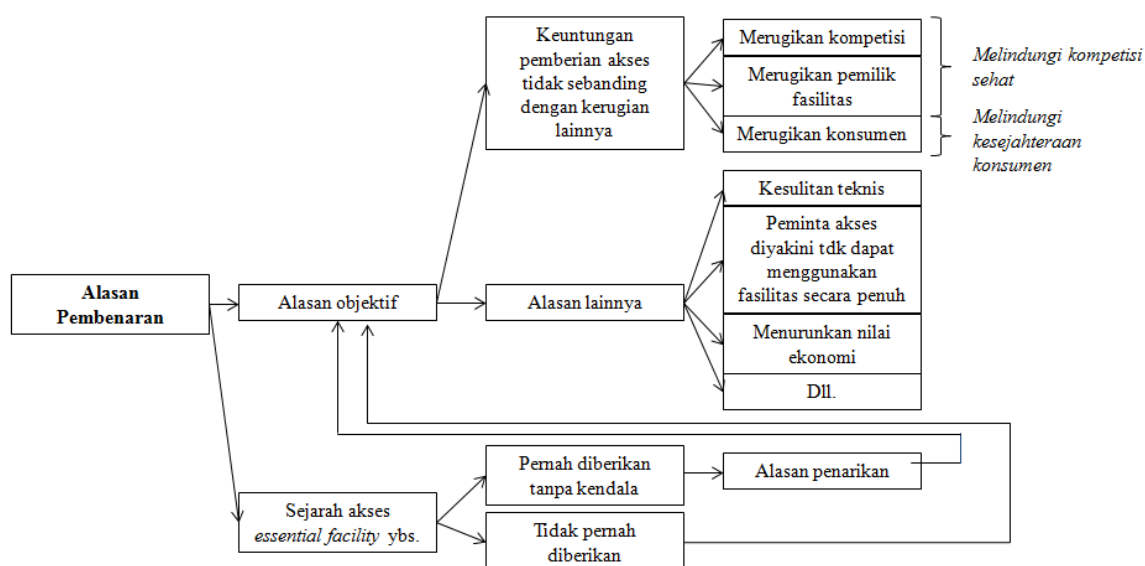 Keuntungan
pemberian akses
tidak sebanding
dengan kerugian
lainnya
Merugikan kompetisi
Merugikan pemilik
fasilitas
Merugikan konsumen
Melindungi kompetisi
sehat
Melindungi
kesejahteraan
konsumen
Alasan
Pembenaran
Alasan objektif
Alasan lainnya
Kesulitan teknis
Peminta akses
diyakini tdk dapat
menggunakan
fasilitas secara penuh
Menurunkan nilai
ekonomi
Dll.
Sejarah akses
essential facility ybs.
Pernah diberikan
tanpa kendala
Alasan penarikan
Tidak pernah
diberikan